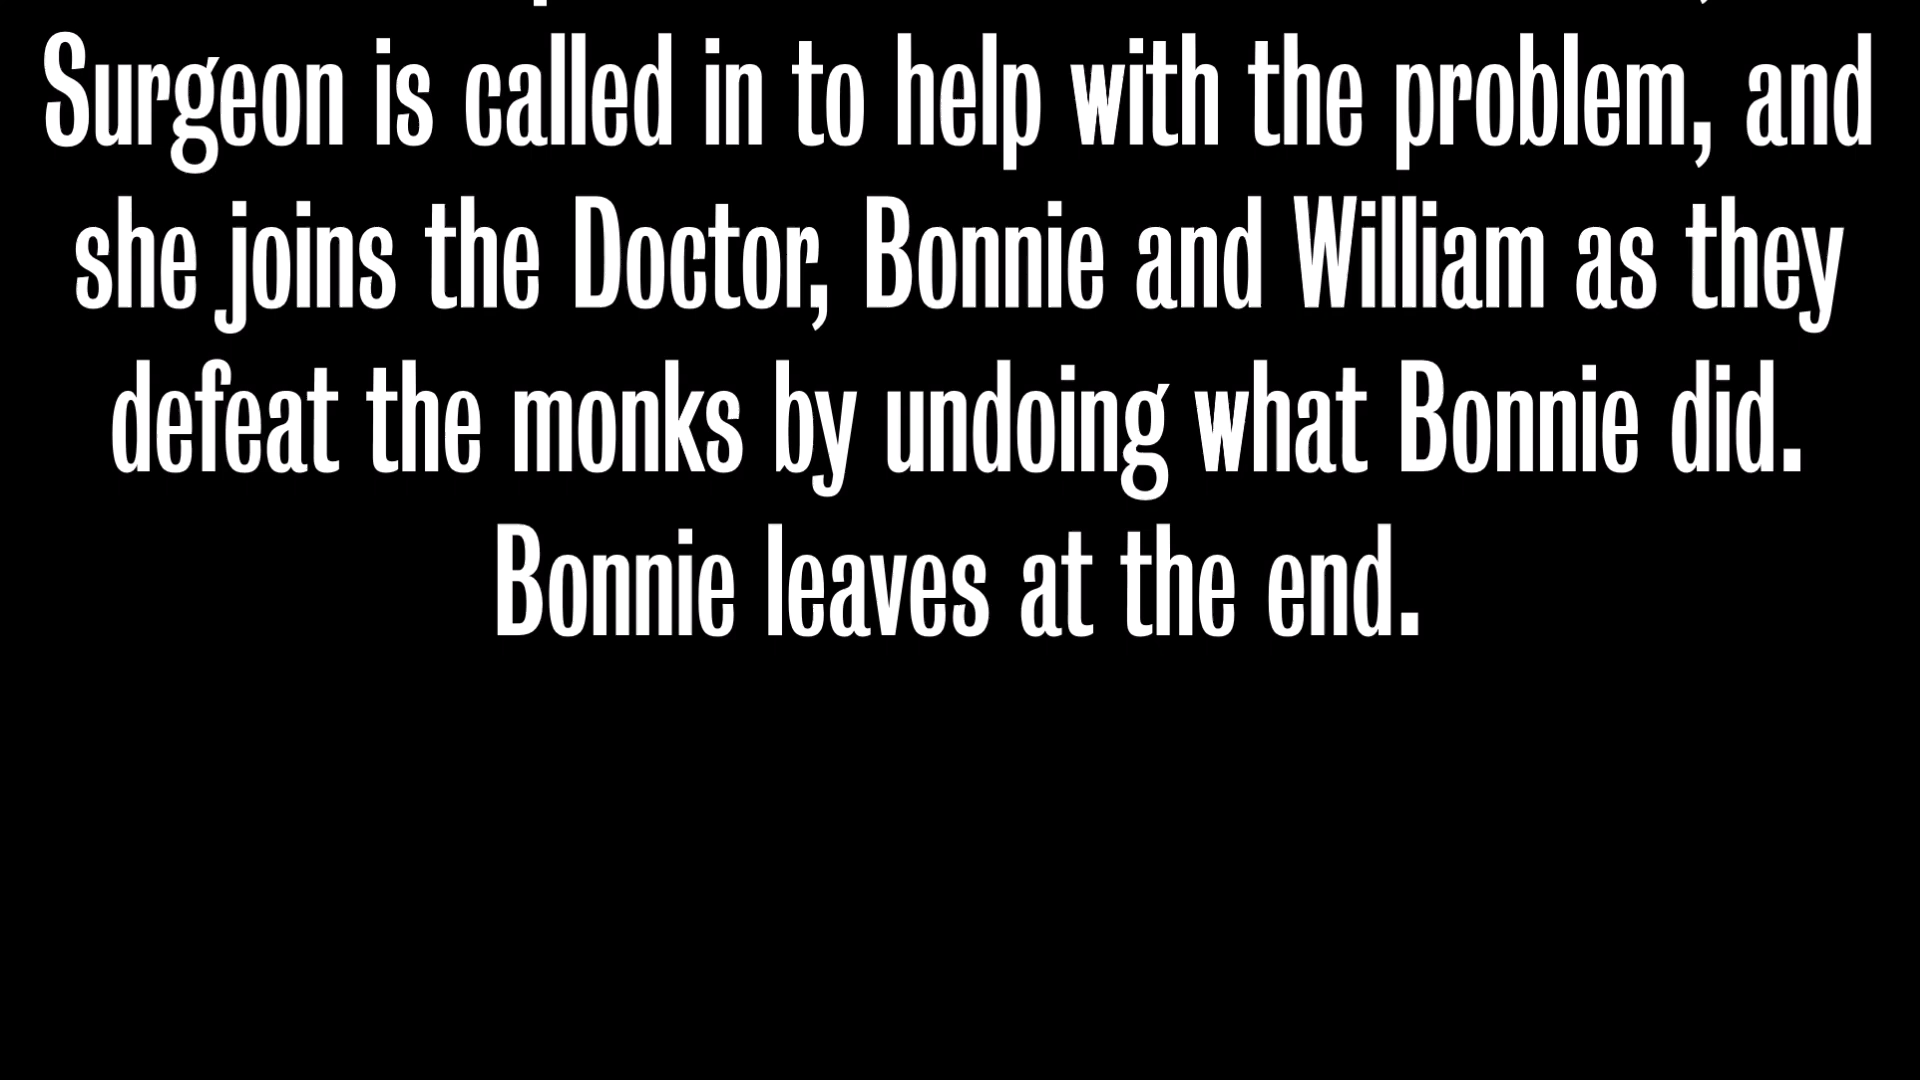 Surgeon is called in to help with the problem, and
she joins the Doctor, Bonnie and William as they
defeat the monks by undoing what Bonnie did.
Bonnie leaves at the end.